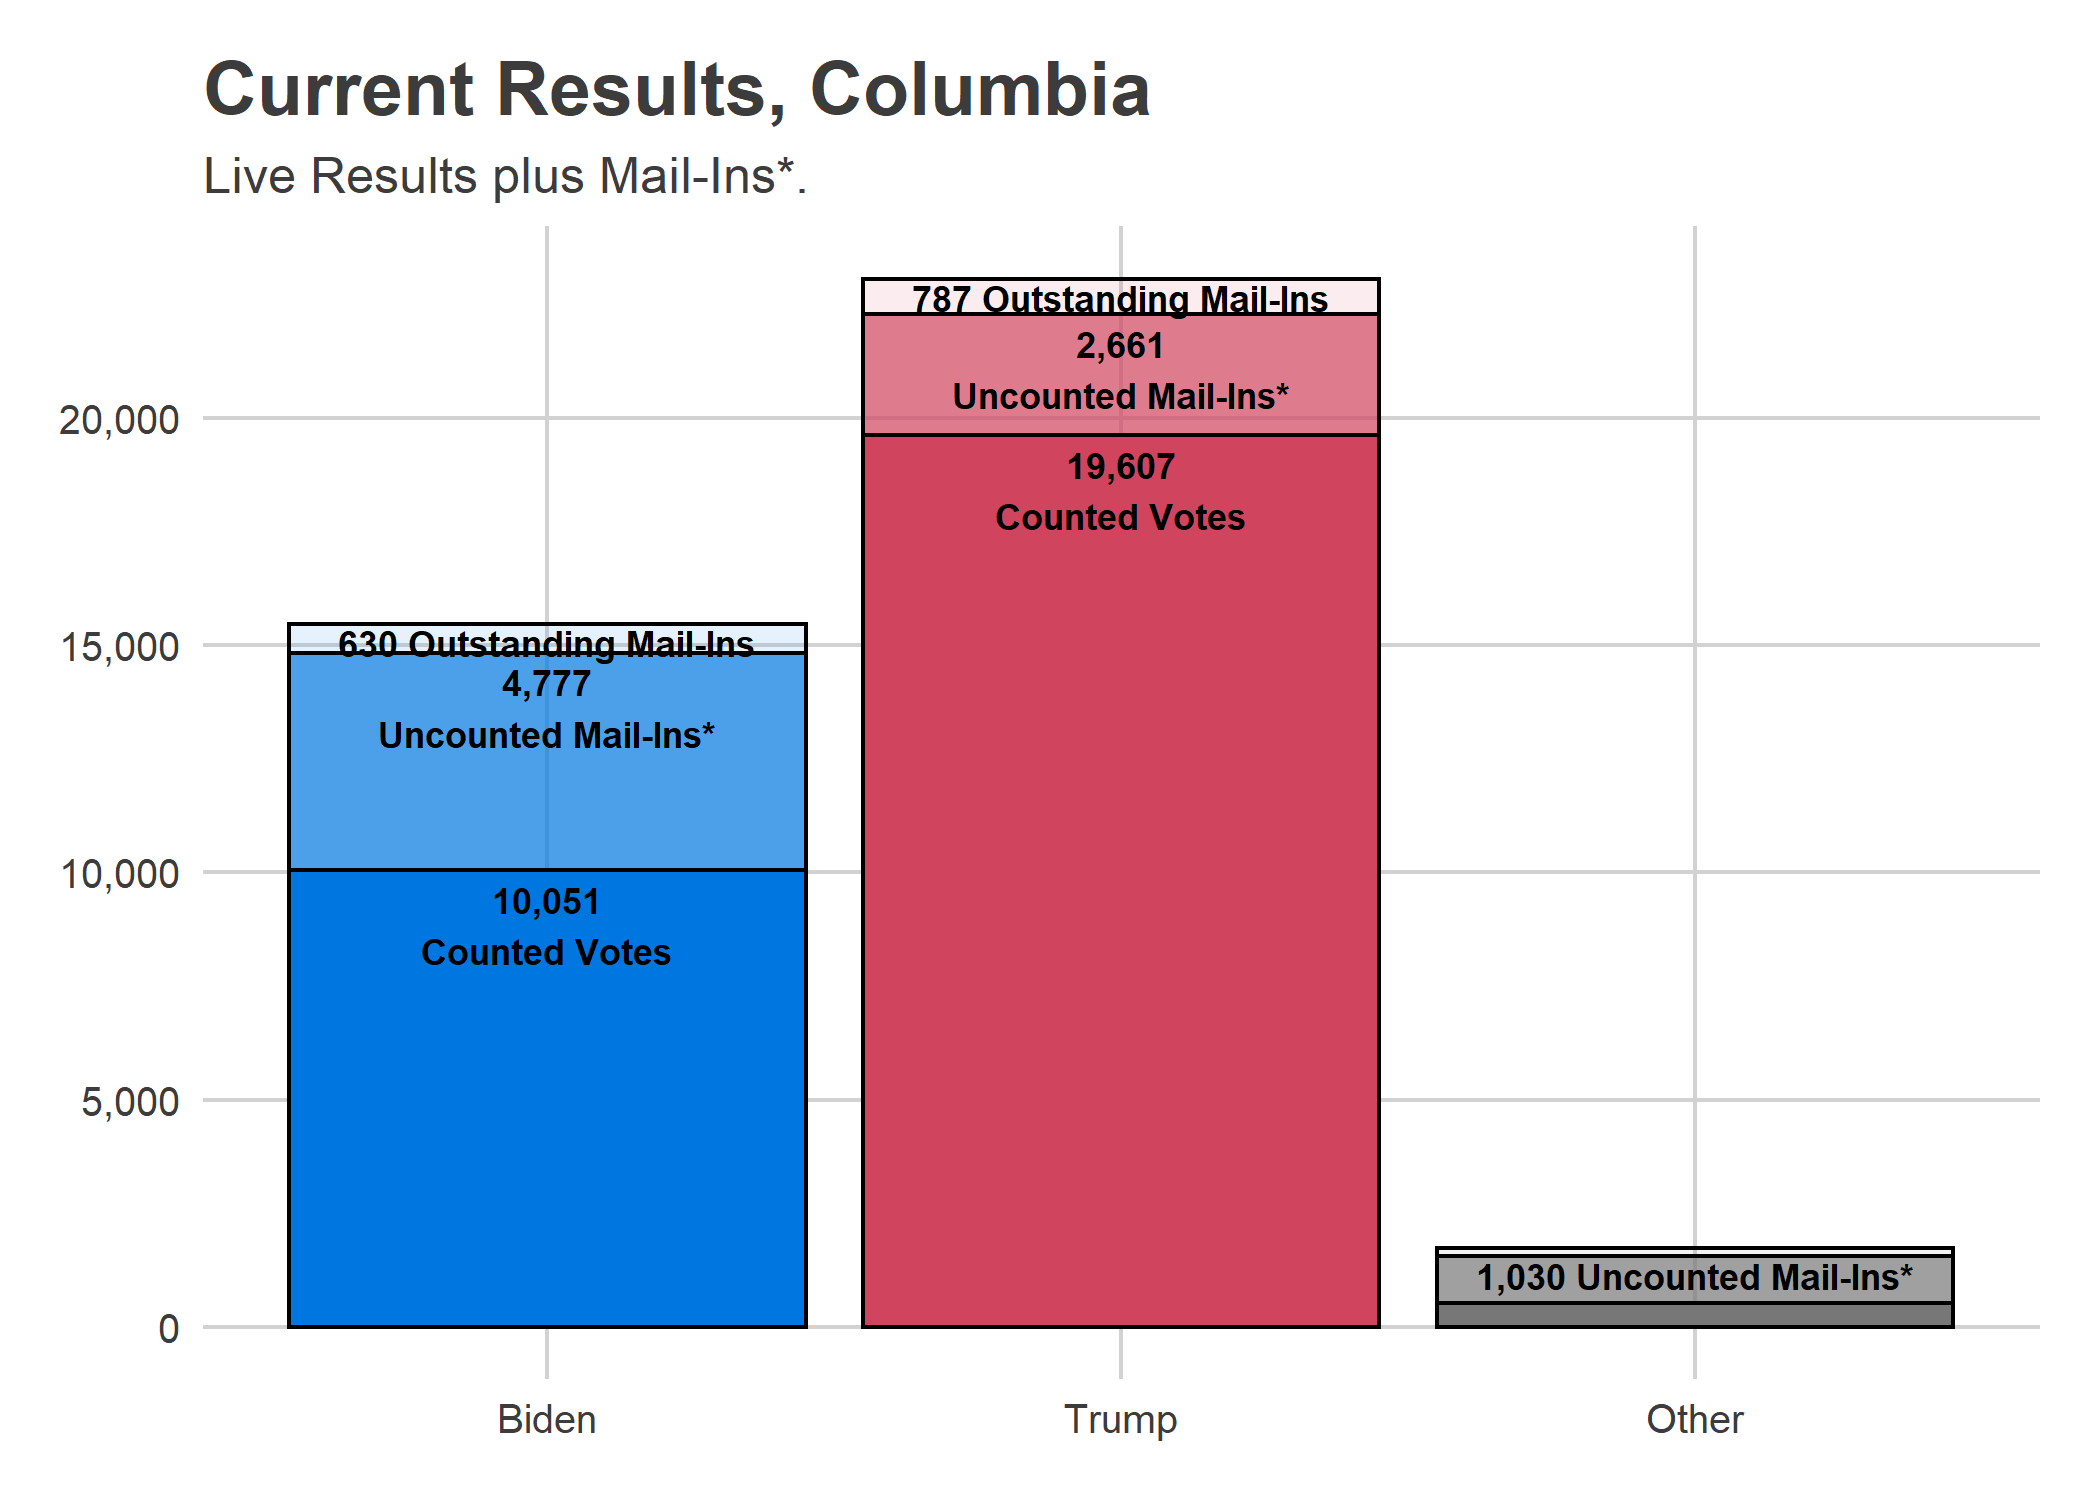 Current Results, Columbia
Live Results plus Mail-Ins*.
787 Outstanding Mail-Ins
2,661
Uncounted Mail-Ins*
20,000
19,607
Counted Votes
630 Outstanding Mail-Ins
15,000
4,777
Uncounted Mail-Ins*
10,000
10,051
Counted Votes
5,000
1,030 Uncounted Mail-Ins*
0
Biden
Trump
Other